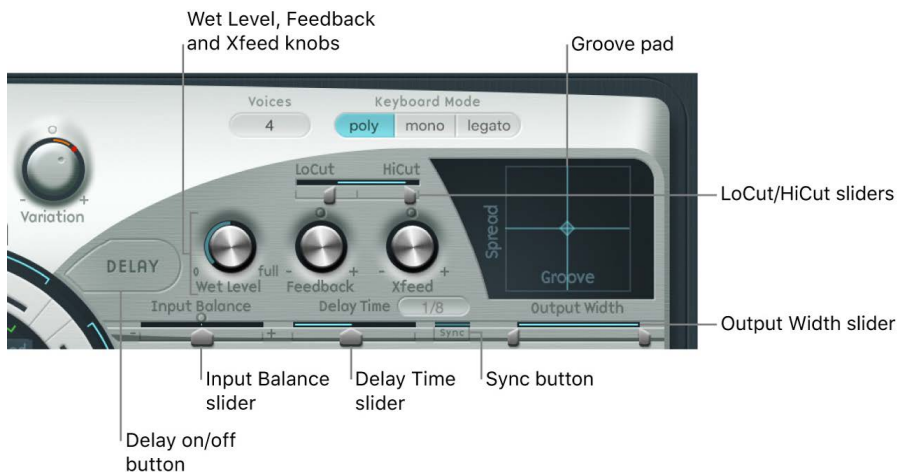 Wet Level, Feedback
and Xfeed knobs
Groove pad
Voices
Keyboard Mode
4
poly
mono
legato
LoCut
HiCut
LoCut/HiCut sliders
-
+
Variation
Spread
Groove
DELAY
0
full
Wet Level
-
+
Feedback
-
+
Xfeed
Input Balance
Delay Time
1/8
Output Width
-
+
Sync
Output Width slider
Input Balance
slider
Delay Time
slider
Sync button
Delay on/off
button